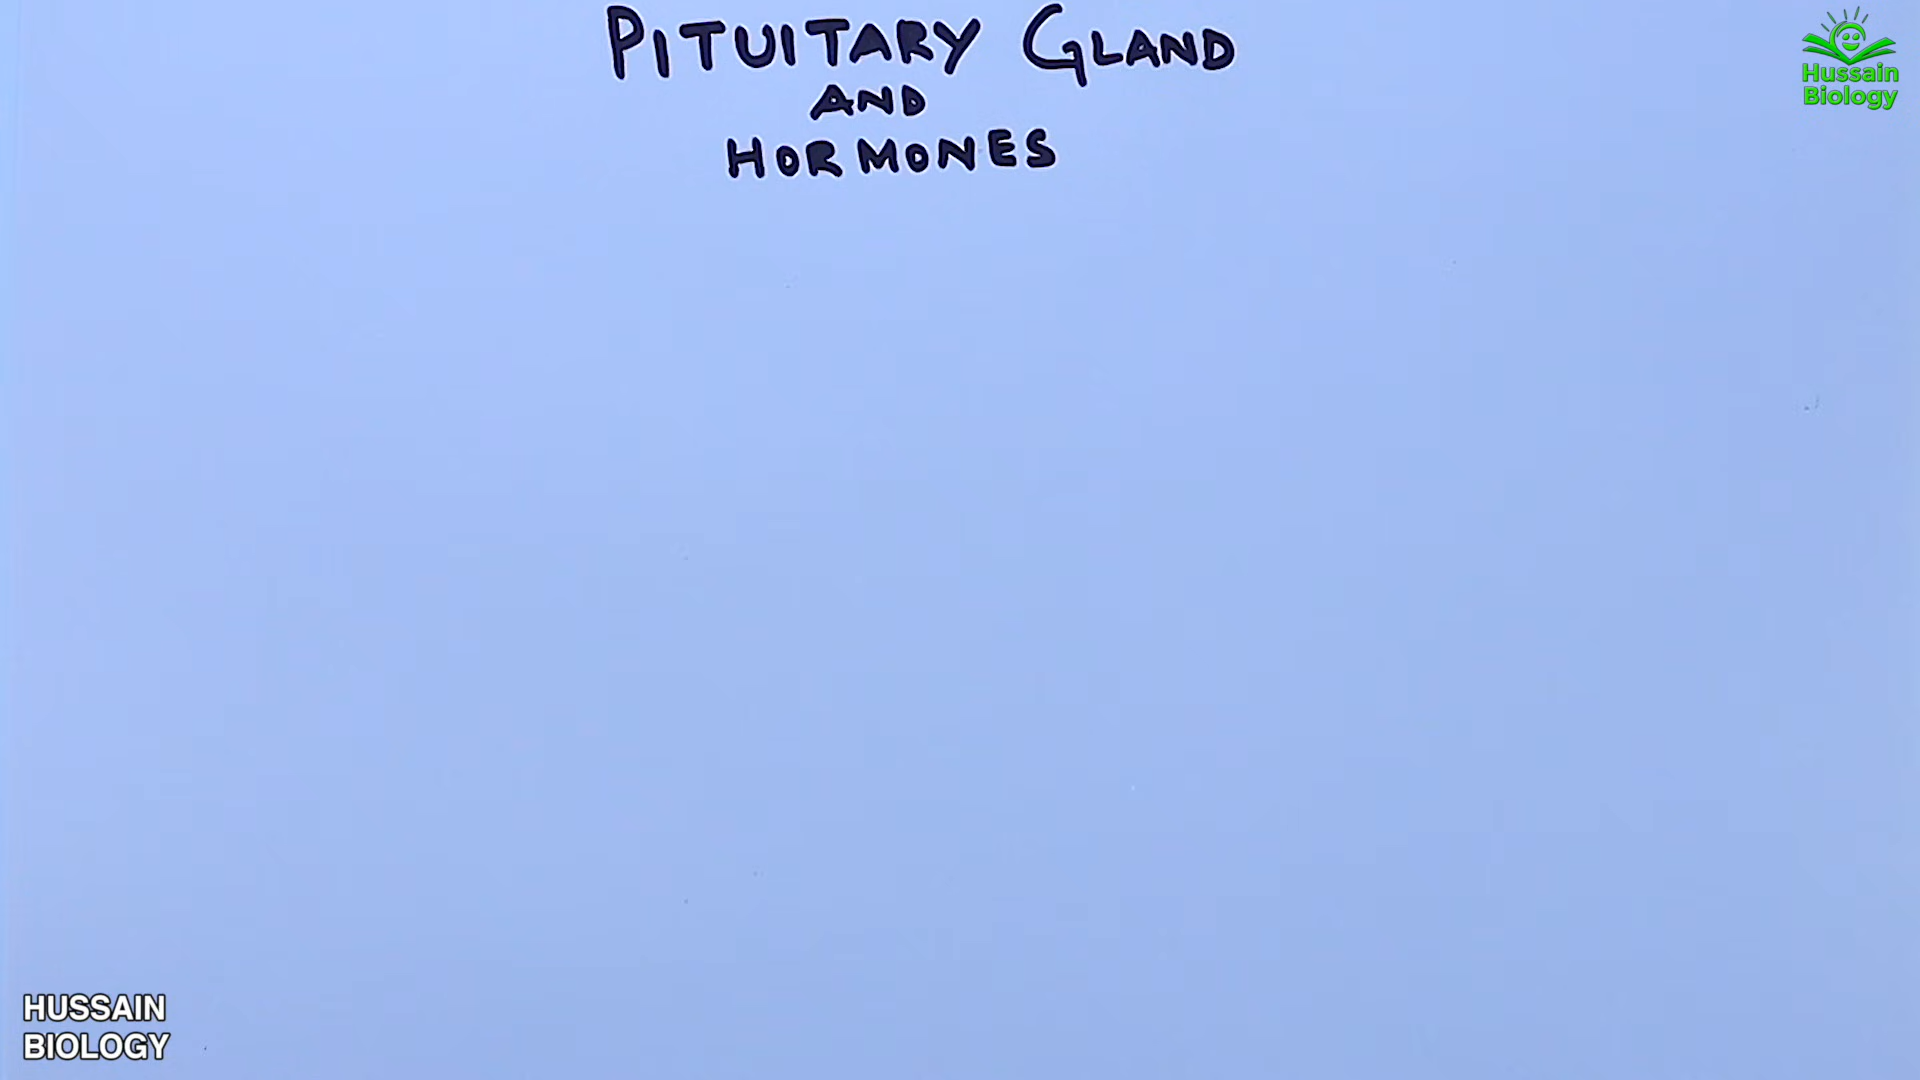 PITUITARY GLAND
AND
HORMONES
Hussain
Biology
HUSSAIN
BIOLOGY